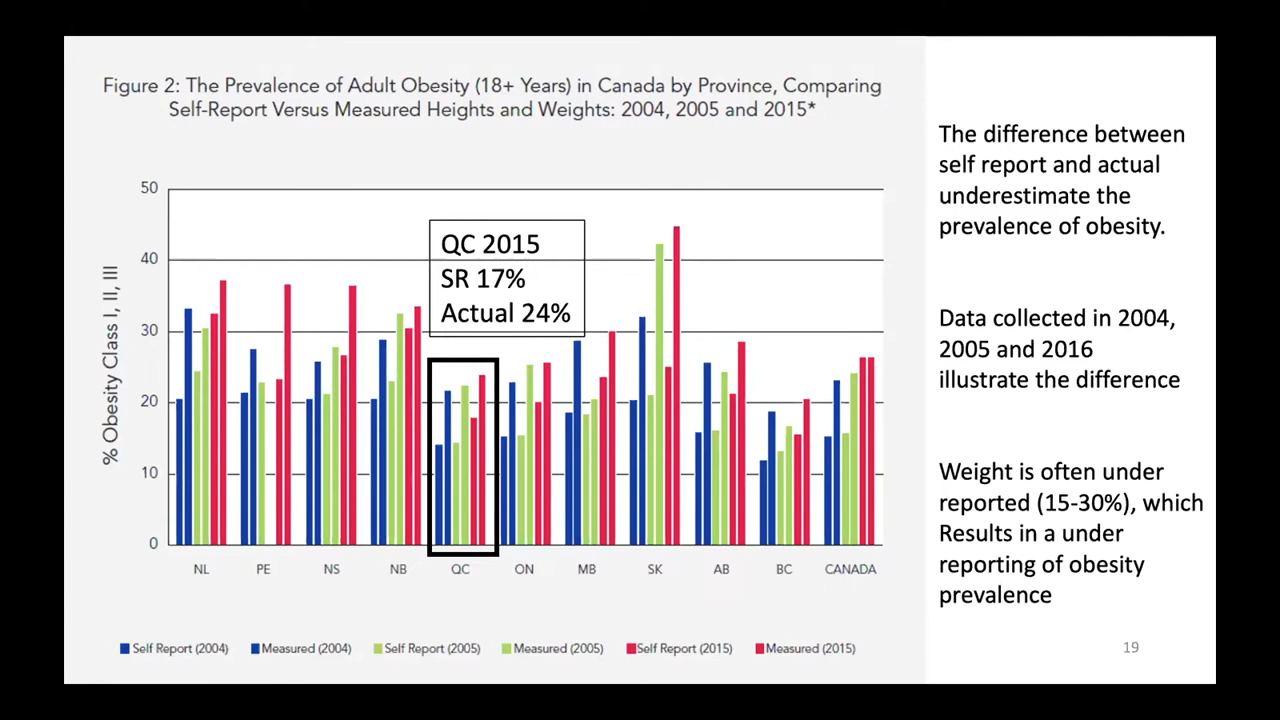 Figure 2: The Prevalence of Adult Obesity (18+ Years) in Canada by Province, Comparing
Self-Report Versus Measured Heights and Weights: 2004, 2005 and 2015*
% Obesity Class I, II, III
50
40
30
20
10
0
QC 2015
SR 17%
Actual 24%
NL PE NS NB QC ON MB SK AB BC CANADA
Self Report (2004) Measured (2004) Self Report (2005) Measured (2005) Self Report (2015) Measured (2015)
The difference between
self report and actual
underestimate the
prevalence of obesity.
Data collected in 2004,
2005 and 2016
illustrate the difference
Weight is often under
reported (15-30%), which
Results in a under
reporting of obesity
prevalence
19